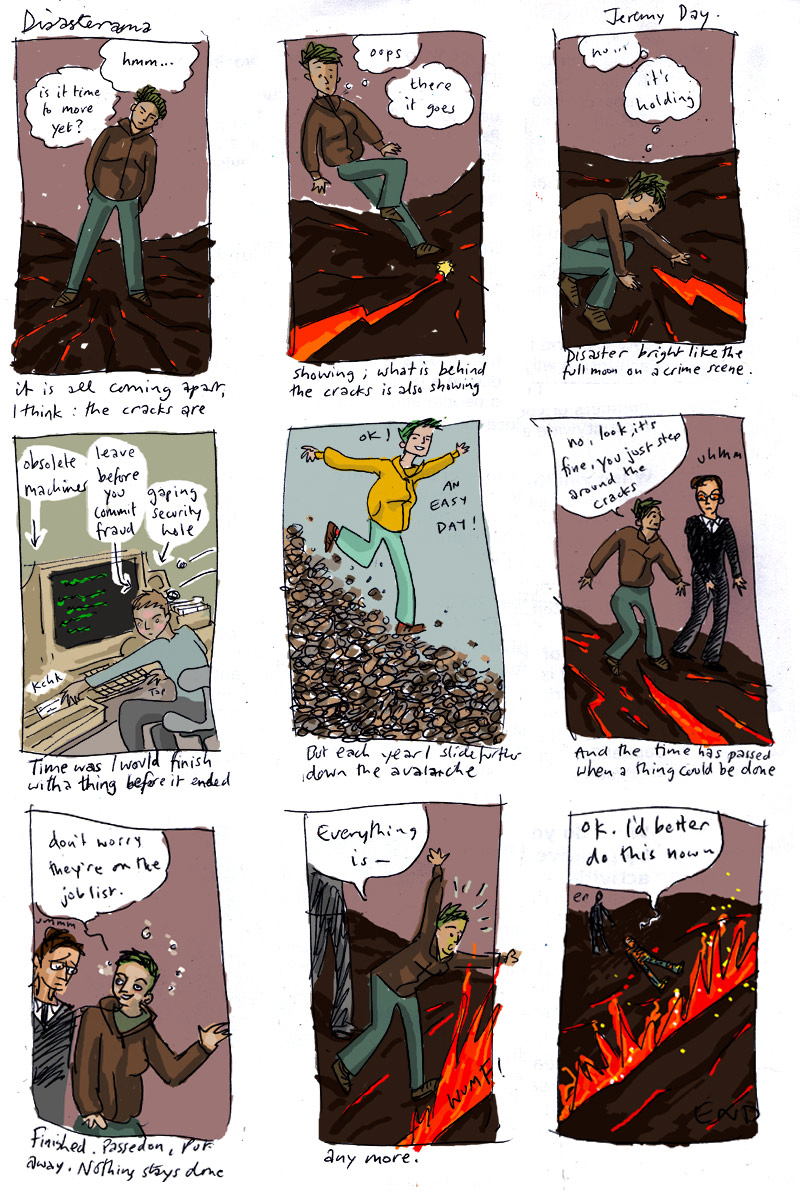 Disasterama
Jeremy Day.
hmm...
is it time
to move
yet?
it is all coming apart,
I think: the cracks are
oops
there
it goes
showing; what is behind
the cracks is also showing
no...
it's
holding
Disaster bright like the
full moon on a crime scene.
obsolete
machines
leave
before
you
commit
fraud
gaping
security
hole
kchk
TAP
Time was I would finish
with a thing before it ended
OK!
AN
EASY
DAY!
But each year I slide further
down the avalanche
no, look, it's
fine, you just step
around the
cracks
uhmm
And the time has passed
when a thing could be done
don't worry
they're on the
job list.
ummm
Finished. Passed on, Put
away. Nothing stays done
Everything
is —
WOMF!
any more.
OK. I'd better
do this now
er
END